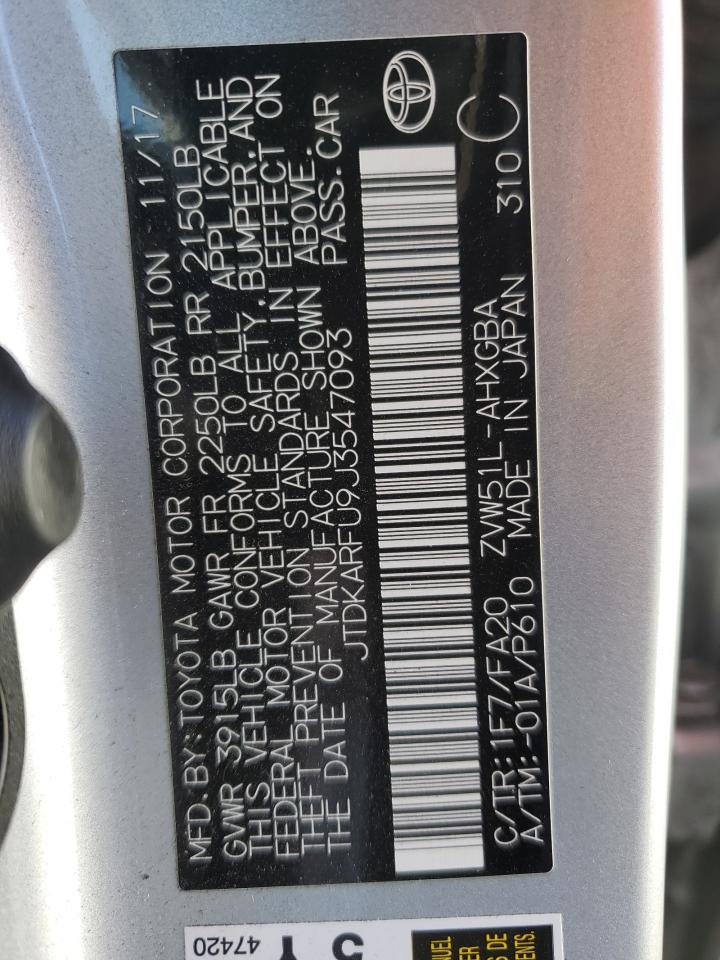 MFD. BY: TOYOTA MOTOR CORPORATION 11/17
GVWR 3915LB GAWR FR 2250LB RR 2150LB
THIS VEHICLE CONFORMS TO ALL APPLICABLE
FEDERAL MOTOR VEHICLE SAFETY, BUMPER, AND
THEFT PREVENTION STANDARDS IN EFFECT ON
THE DATE OF MANUFACTURE SHOWN ABOVE.
JTDKARFU9J3547093 PASS. CAR
C/TR: 1F7/FA20 ZVW51L-AHXGBA 310 C
A/TM: -01A/P610 MADE IN JAPAN
5 Y
47420